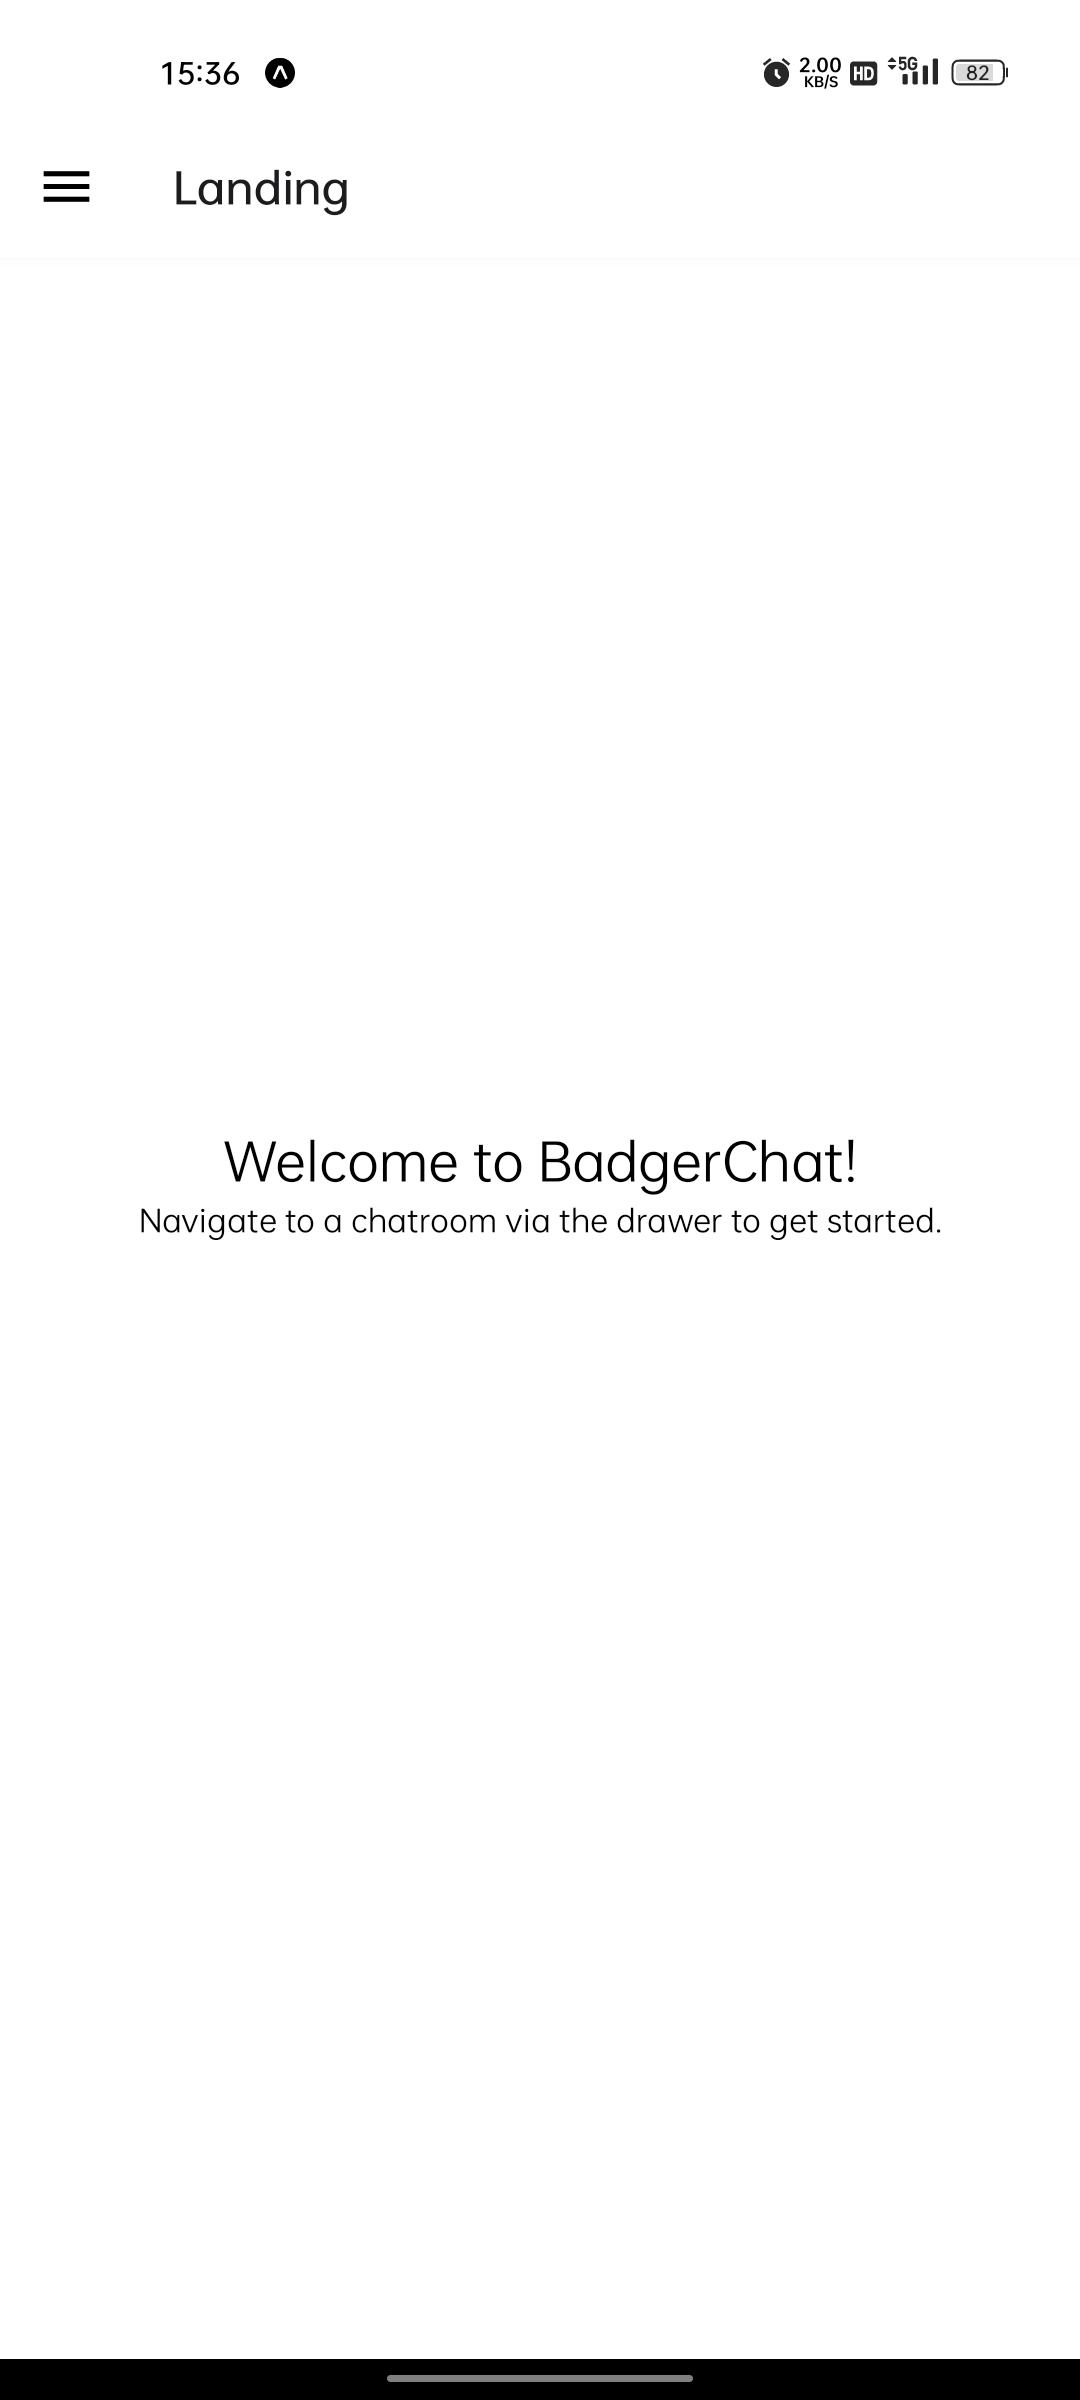 15:36
2.00
KB/S
HD
5G
82
Landing
Welcome to BadgerChat!
Navigate to a chatroom via the drawer to get started.